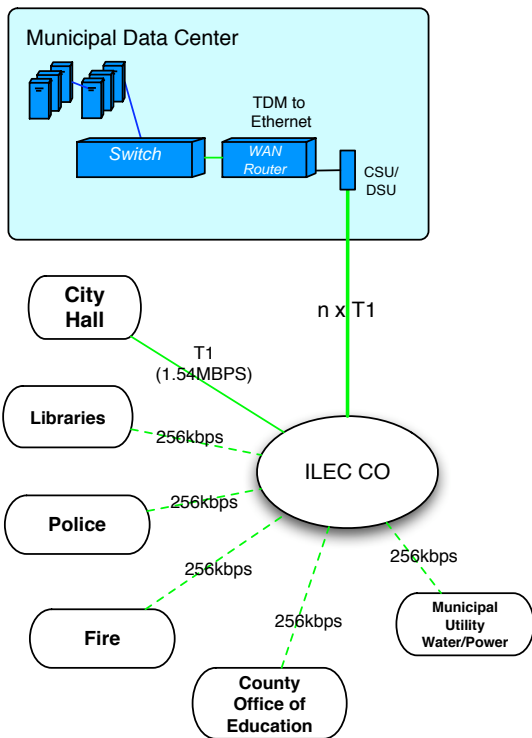 Municipal Data Center
TDM to
Ethernet
Switch
WAN
Router
CSU/
DSU
City
Hall
n x T1
T1
(1.54MBPS)
Libraries
256kbps
ILEC CO
Police
256kbps
256kbps
256kbps
Fire
256kbps
Municipal
Utility
Water/Power
County
Office of
Education